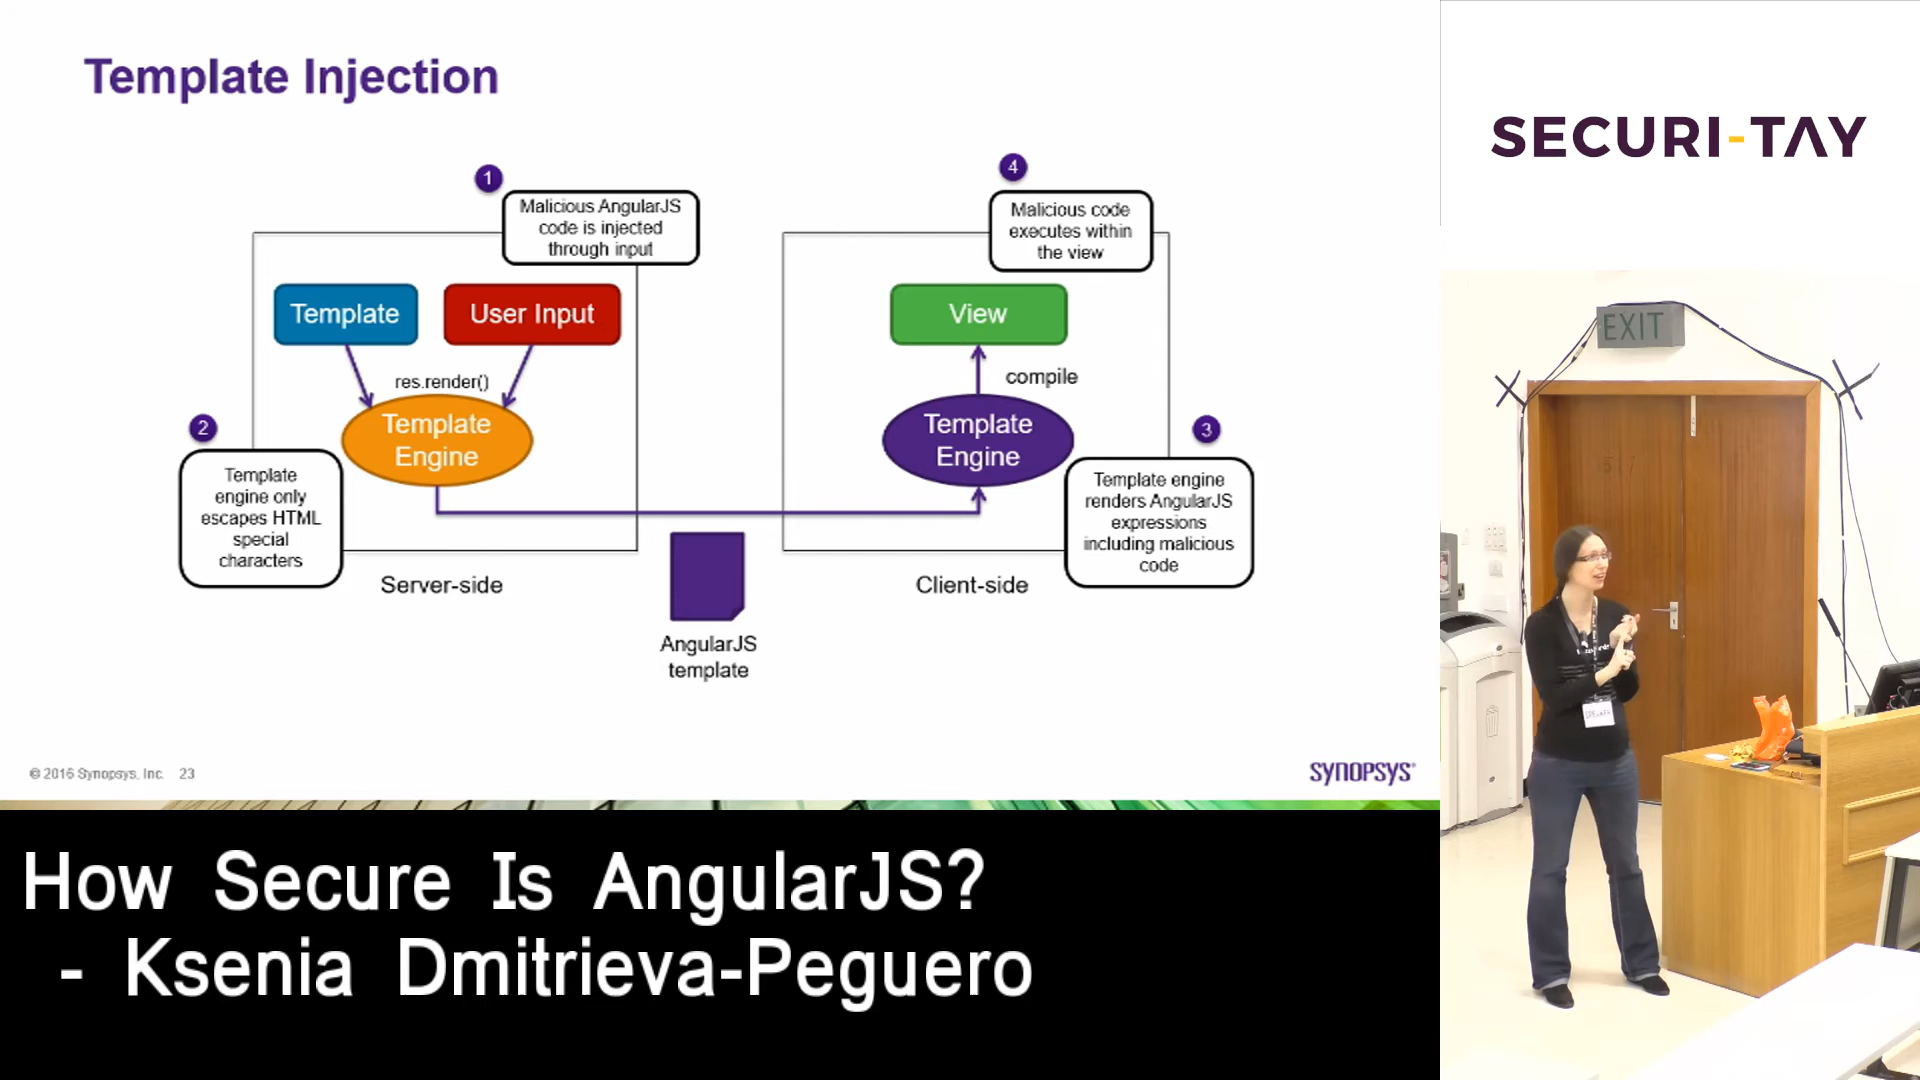 Template Injection
1
Malicious AngularJS
code is injected
through input
Template
User Input
res.render()
Template
Engine
2
Template
engine only
escapes HTML
special
characters
Server-side
AngularJS
template
4
Malicious code
executes within
the view
View
compile
Template
Engine
3
Template engine
renders AngularJS
expressions
including malicious
code
Client-side
© 2016 Synopsys, Inc. 23
SYNOPSYS®
SECURI-TAY
EXIT
SPEAKER
How Secure Is AngularJS?
- Ksenia Dmitrieva-Peguero